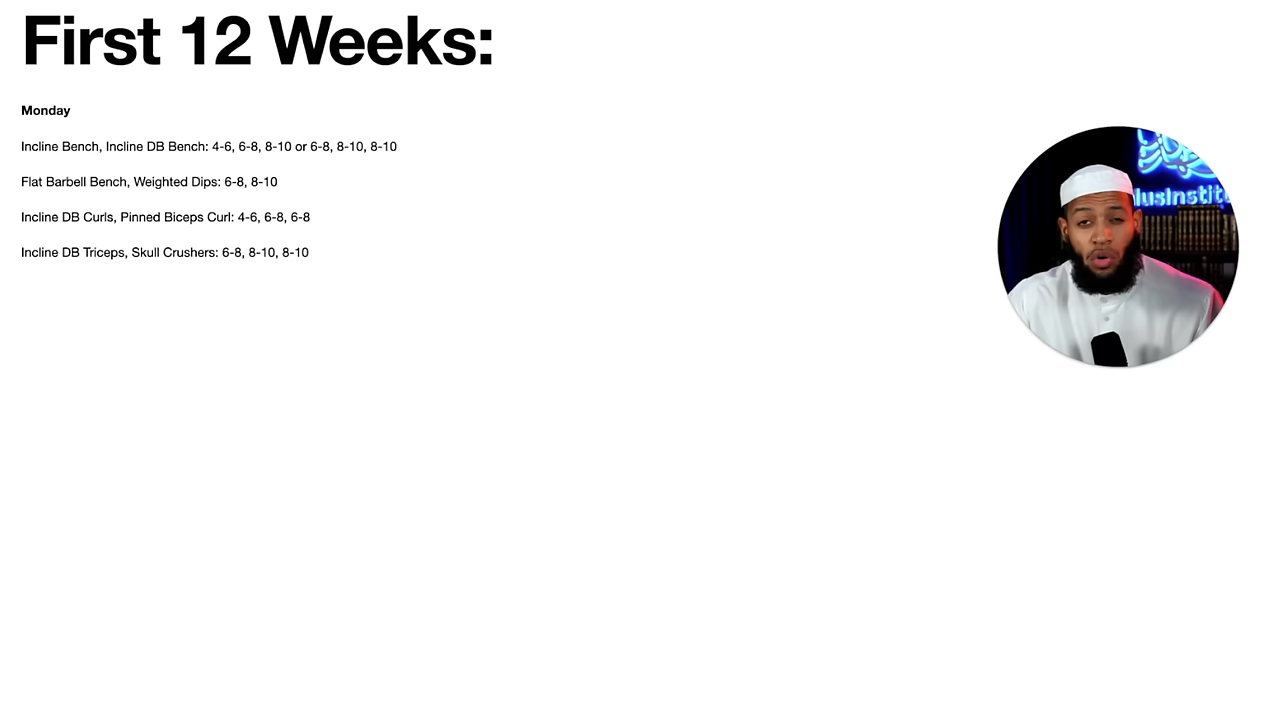 First 12 Weeks:
Monday
Incline Bench, Incline DB Bench: 4-6, 6-8, 8-10 or 6-8, 8-10, 8-10
Flat Barbell Bench, Weighted Dips: 6-8, 8-10
Incline DB Curls, Pinned Biceps Curl: 4-6, 6-8, 6-8
Incline DB Triceps, Skull Crushers: 6-8, 8-10, 8-10